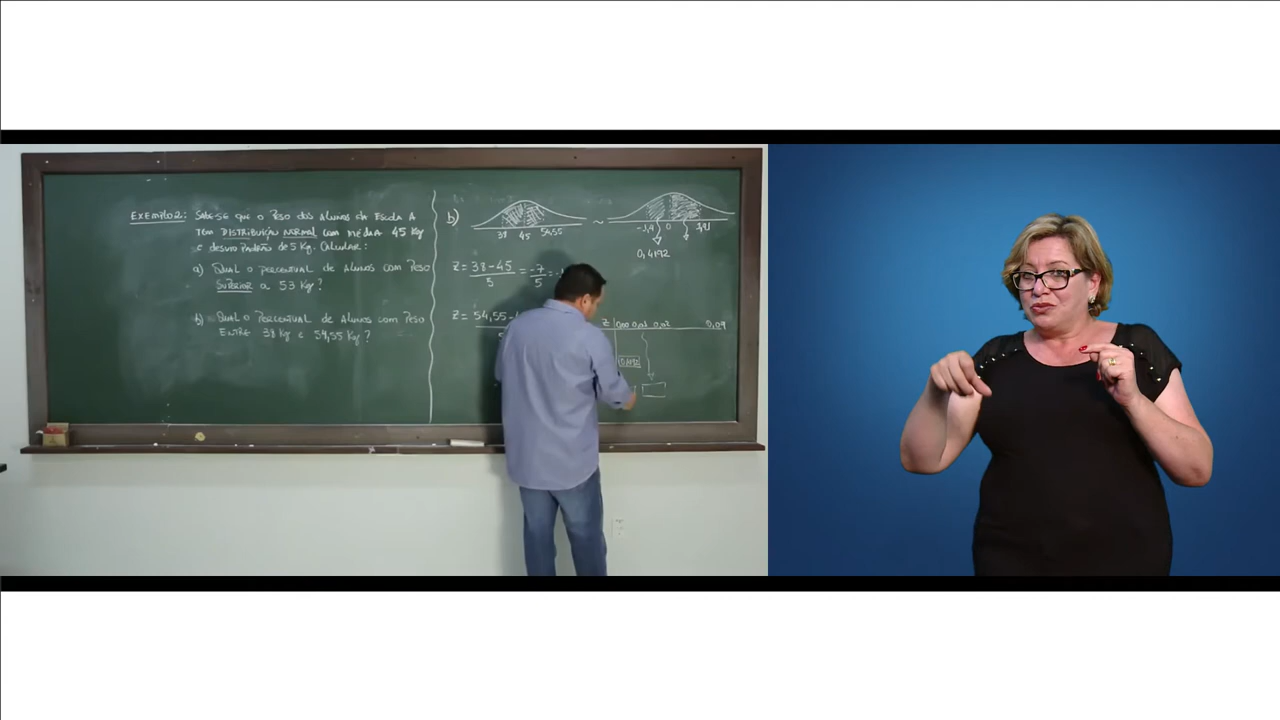 EXEMPLO 2: SABE-SE QUE O PESO DOS ALUNOS DA ESCOLA A
TEM DISTRIBUIÇÃO NORMAL COM MÉDIA 45 Kg
E DESVIO PADRÃO DE 5 Kg. CALCULAR:
a) QUAL O PERCENTUAL DE ALUNOS COM PESO
SUPERIOR A 53 Kg?
b) QUAL O PERCENTUAL DE ALUNOS COM PESO
ENTRE 38 Kg E 54,55 Kg?
b)
38 45 54,55
~
-1,4 0 1,91
0,4192
Z = 38 - 45 / 5 = -7 / 5 =
Z = 54,55 -
Z 0,00 0,01 0,02 0,09
0,4192